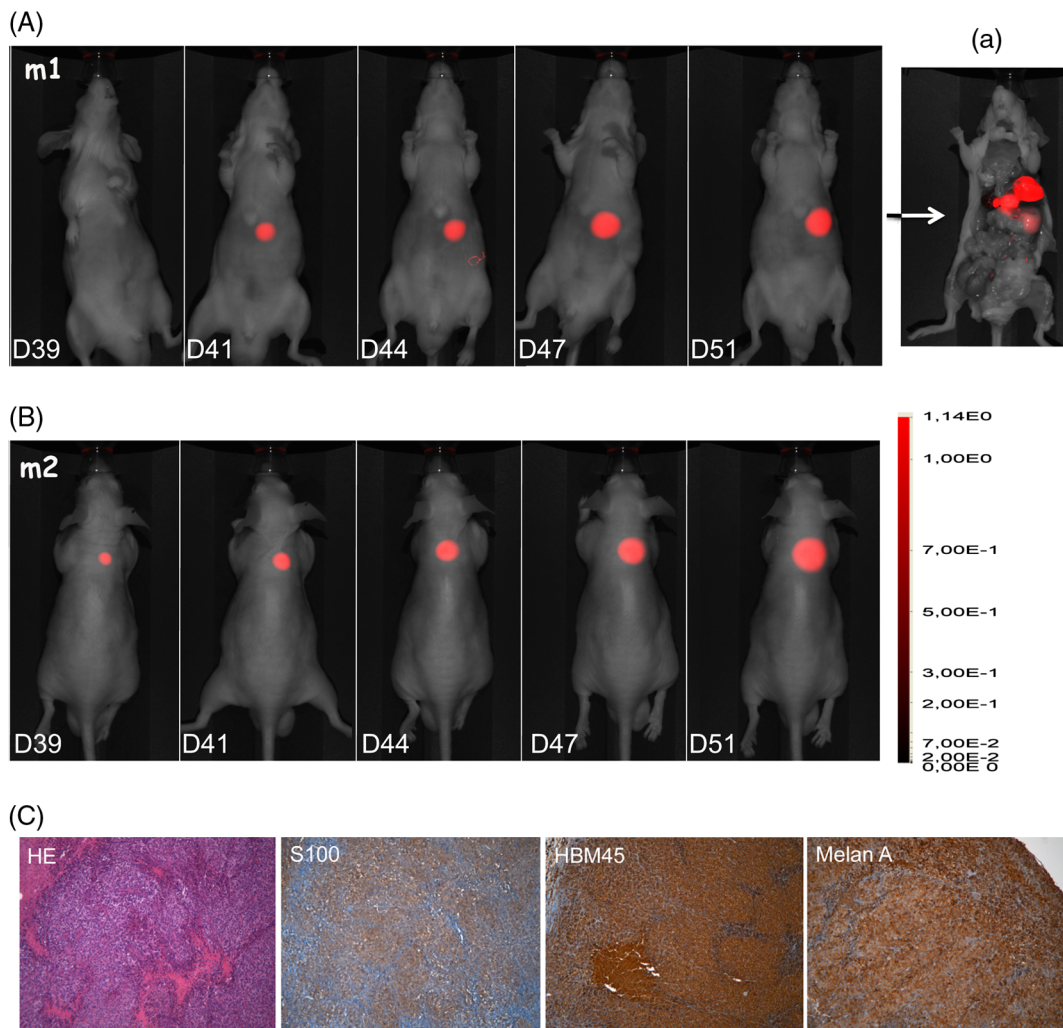 (A)
(a)
m1
D39 D41 D44 D47 D51
(B)
m2
D39 D41 D44 D47 D51
1,14E0
1,00E0
7,00E-1
5,00E-1
3,00E-1
2,00E-1
7,00E-2
2,00E-2
0,00E 0
(C)
HE S100 HBM45 Melan A